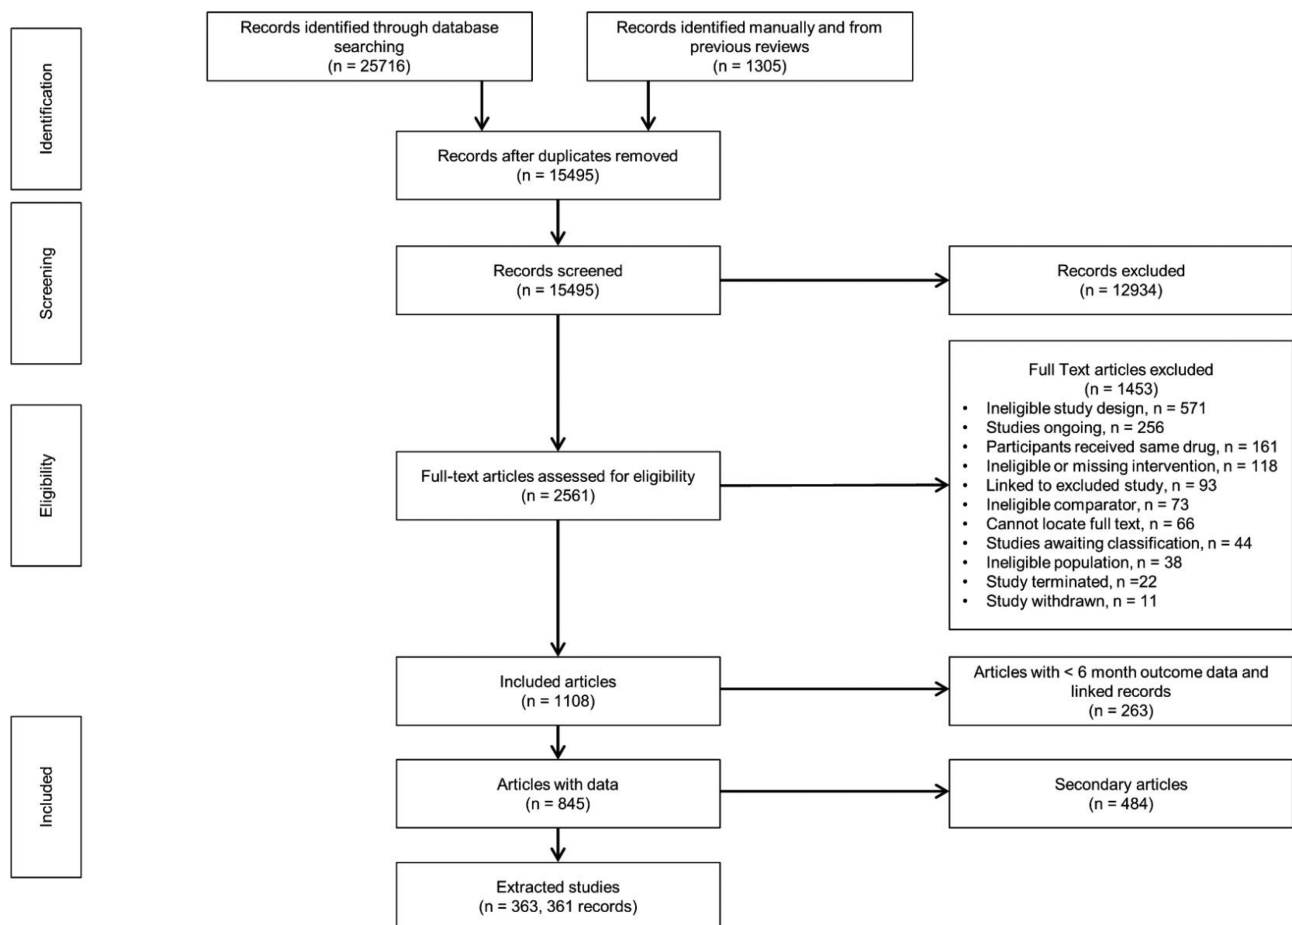 Identification
Records identified through database
searching
(n = 25716)
Records identified manually and from
previous reviews
(n = 1305)
Records after duplicates removed
(n = 15495)
Screening
Records screened
(n = 15495)
Records excluded
(n = 12934)
Eligibility
Full-text articles assessed for eligibility
(n = 2561)
Full Text articles excluded
(n = 1453)
• Ineligible study design, n = 571
• Studies ongoing, n = 256
• Participants received same drug, n = 161
• Ineligible or missing intervention, n = 118
• Linked to excluded study, n = 93
• Ineligible comparator, n = 73
• Cannot locate full text, n = 66
• Studies awaiting classification, n = 44
• Ineligible population, n = 38
• Study terminated, n =22
• Study withdrawn, n = 11
Included articles
(n = 1108)
Articles with < 6 month outcome data and
linked records
(n = 263)
Included
Articles with data
(n = 845)
Secondary articles
(n = 484)
Extracted studies
(n = 363, 361 records)